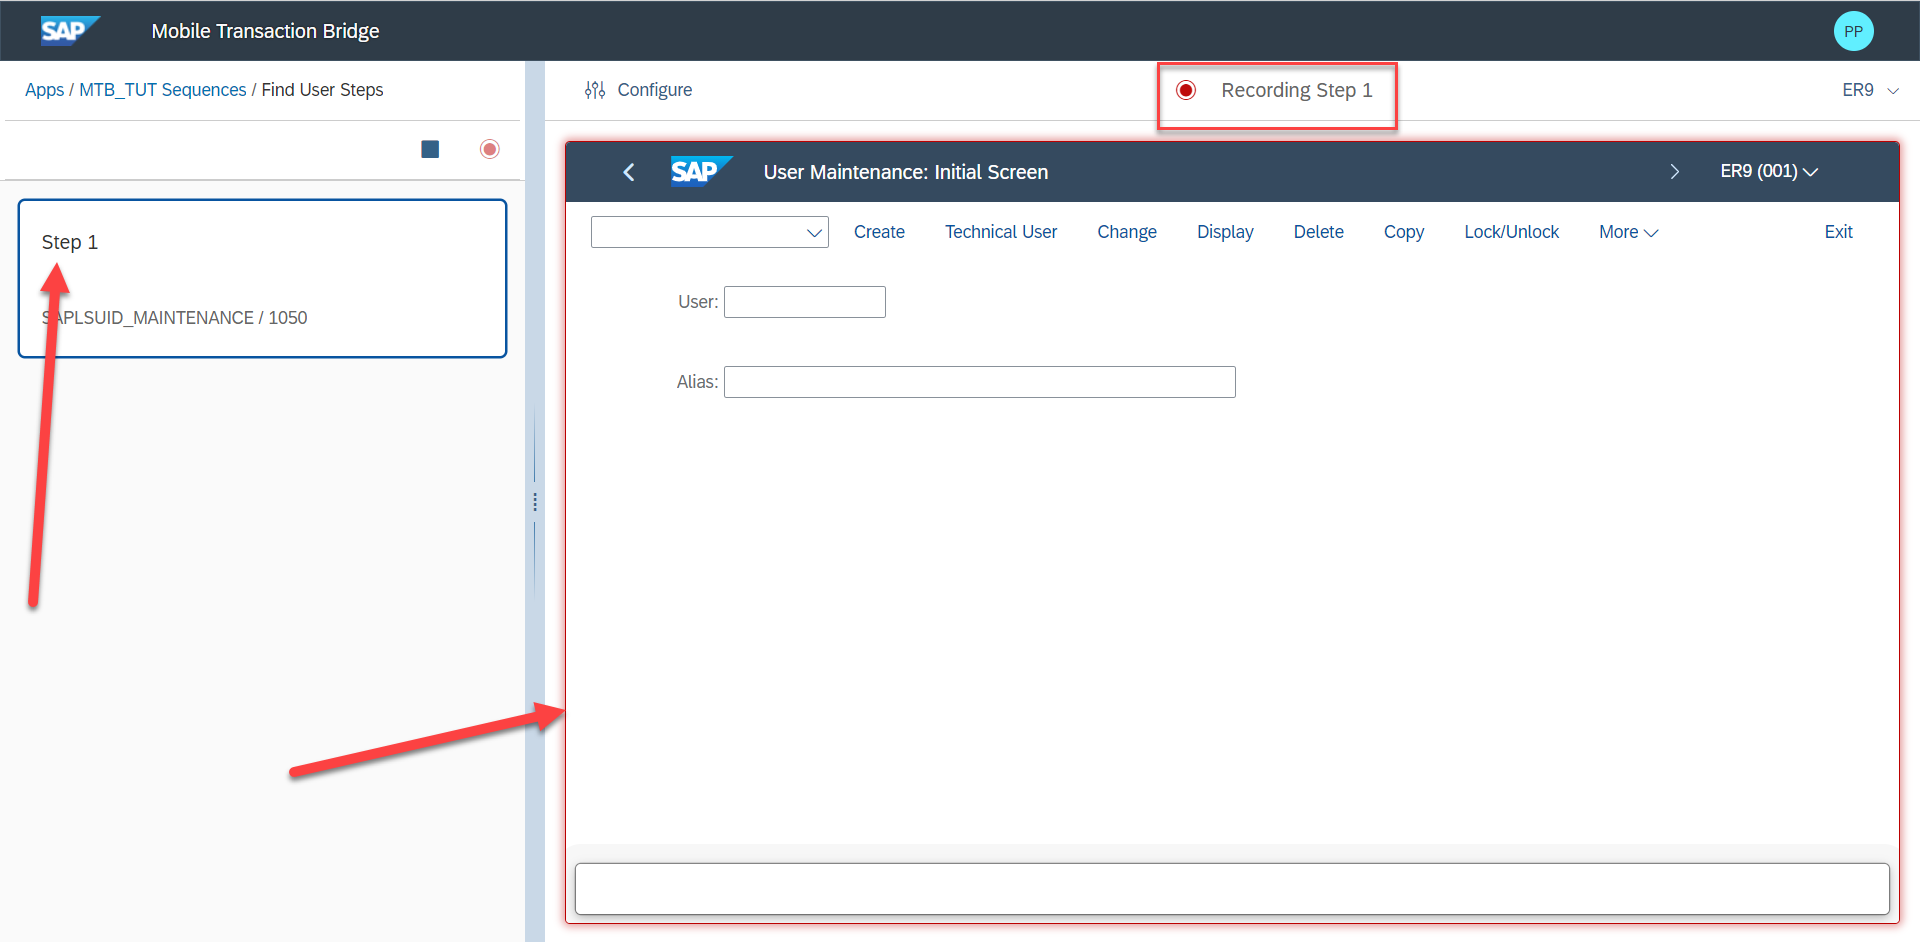 SAP Mobile Transaction Bridge PP
Apps / MTB_TUT Sequences / Find User Steps
Step 1
SAPLSUID_MAINTENANCE / 1050
Configure Recording Step 1 ER9
SAP User Maintenance: Initial Screen ER9 (001)
Create Technical User Change Display Delete Copy Lock/Unlock More Exit
User:
Alias: